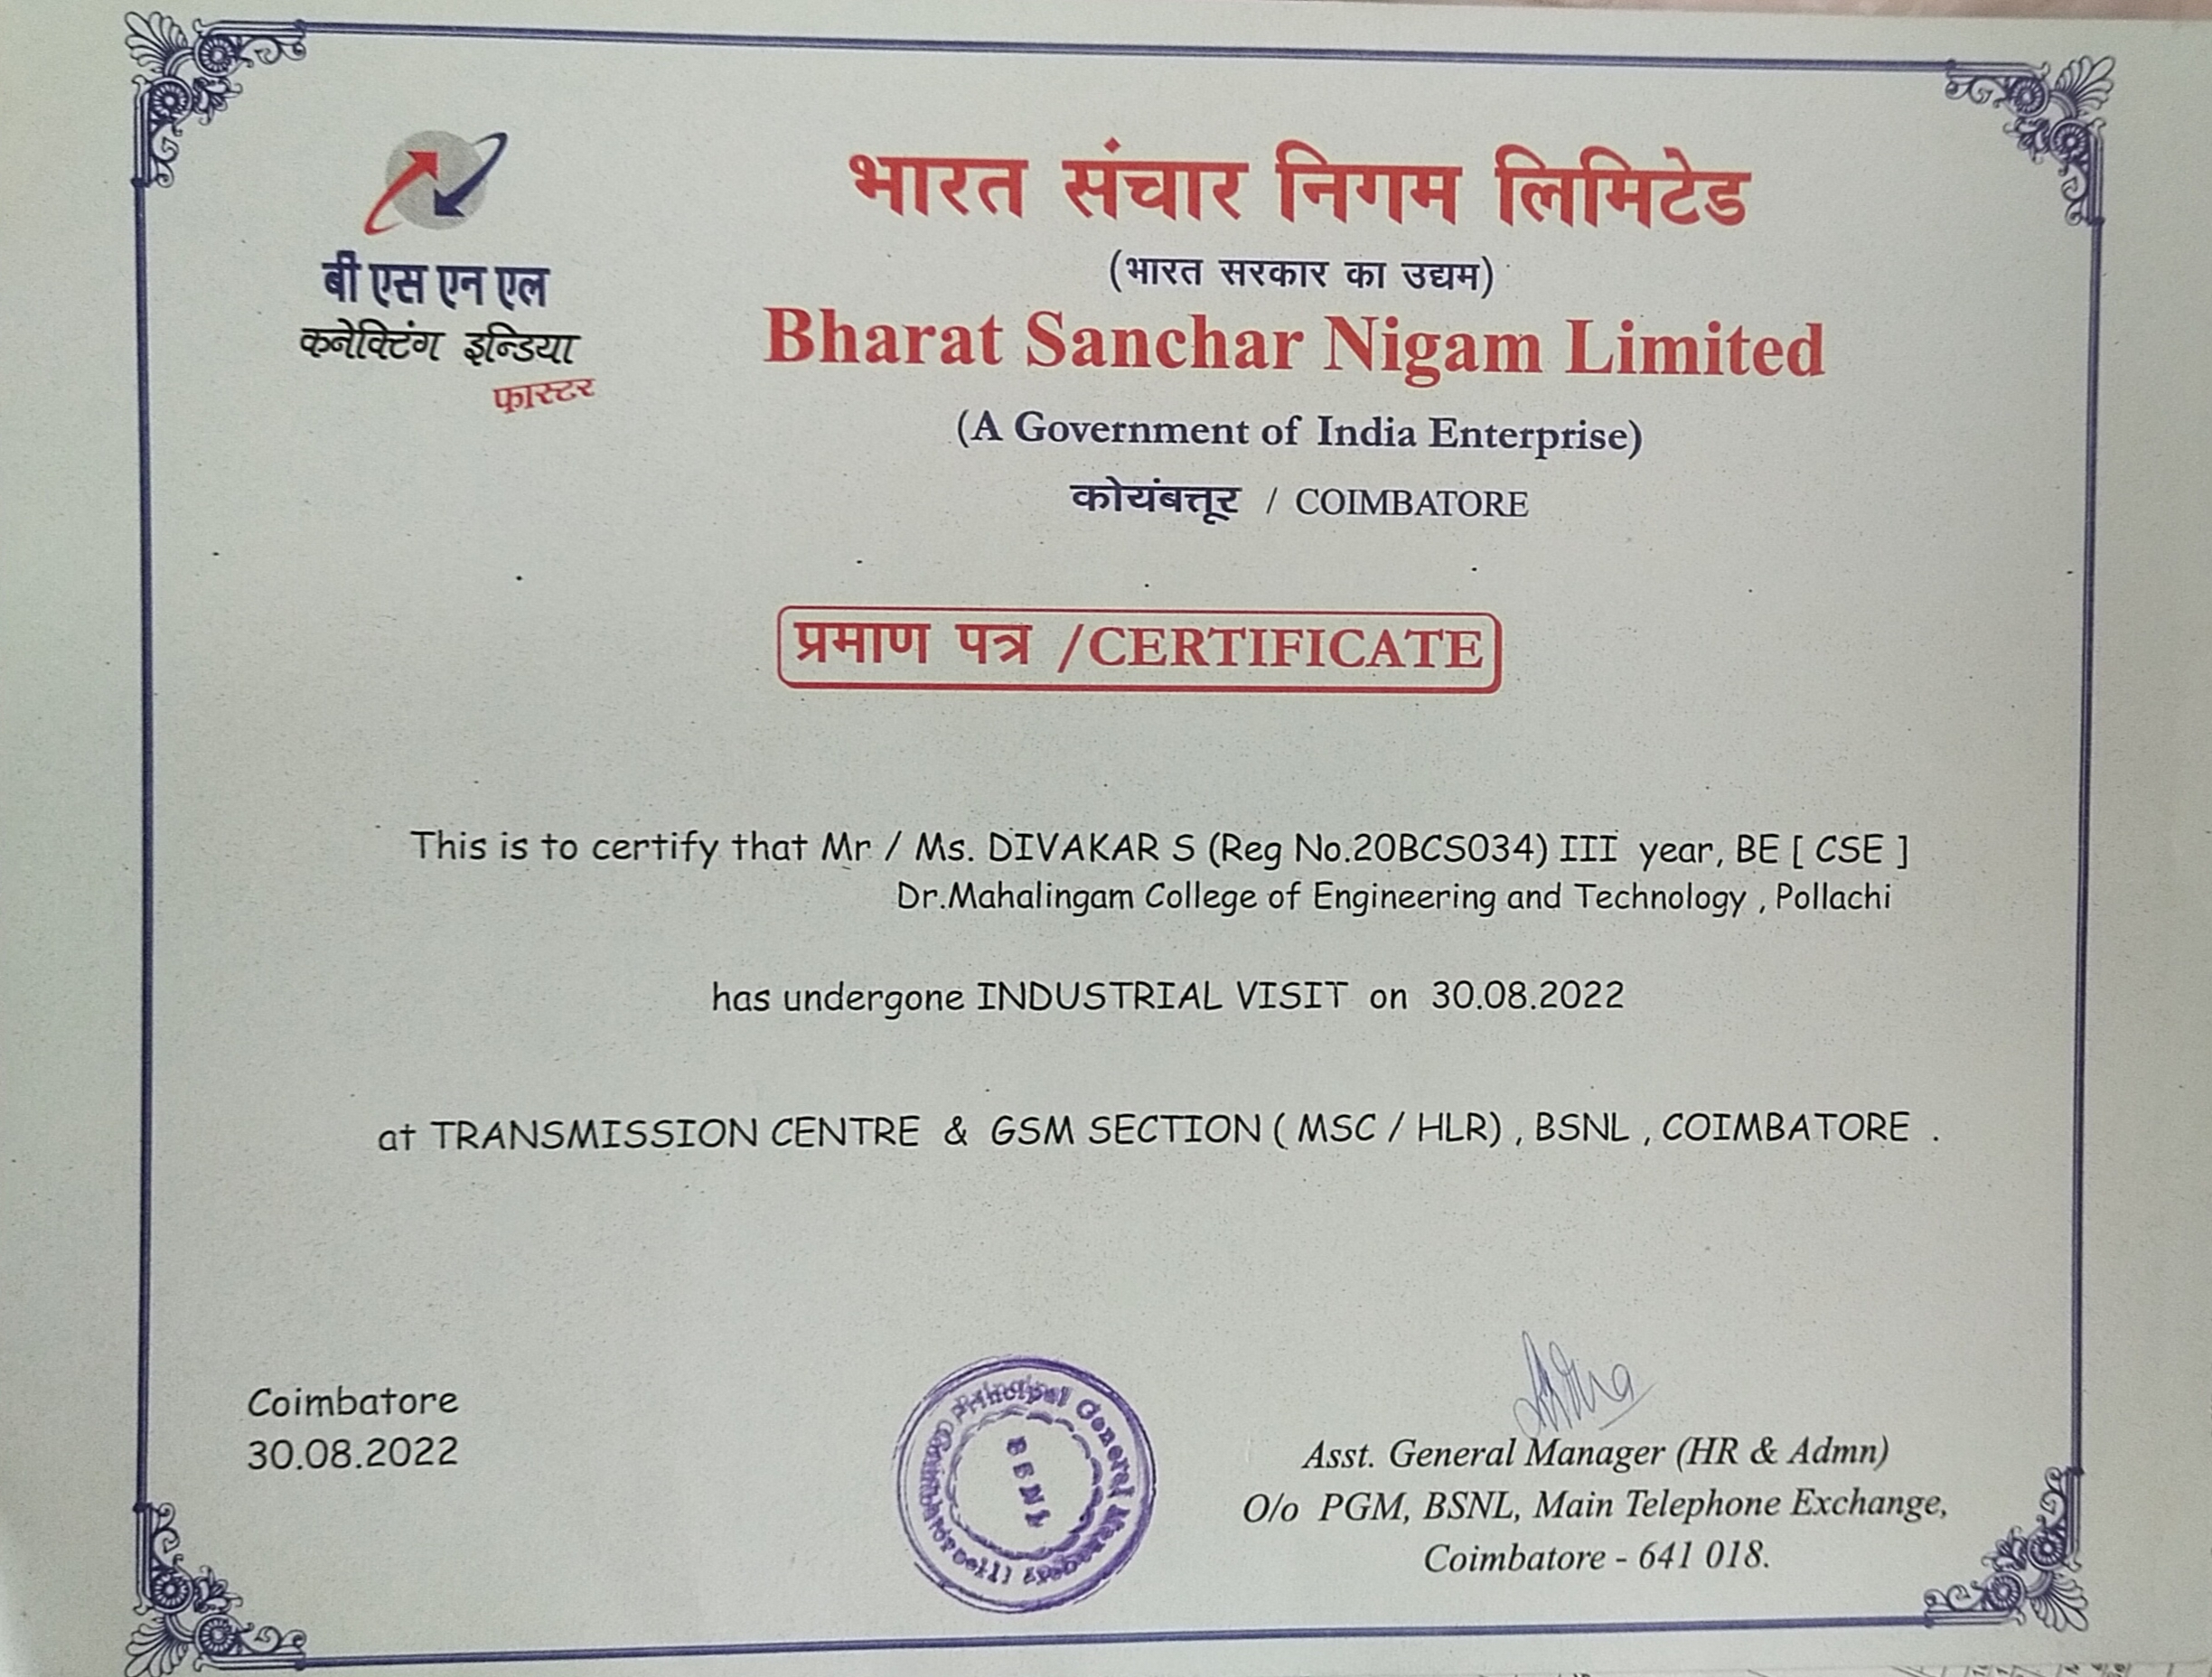 बी एस एन एल
कनेक्टिंग इन्डिया
फास्टर
भारत संचार निगम लिमिटेड
(भारत सरकार का उद्यम)
Bharat Sanchar Nigam Limited
(A Government of India Enterprise)
कोयंबत्तूर / COIMBATORE
प्रमाण पत्र /CERTIFICATE
This is to certify that Mr / Ms. DIVAKAR S (Reg No.20BCS034) III year, BE [ CSE ]
Dr.Mahalingam College of Engineering and Technology , Pollachi
has undergone INDUSTRIAL VISIT on 30.08.2022
at TRANSMISSION CENTRE & GSM SECTION ( MSC / HLR) , BSNL , COIMBATORE .
Coimbatore
30.08.2022
Principal General Manager
BSNL
Asst. General Manager (HR & Admn)
O/o PGM, BSNL, Main Telephone Exchange,
Coimbatore - 641 018.